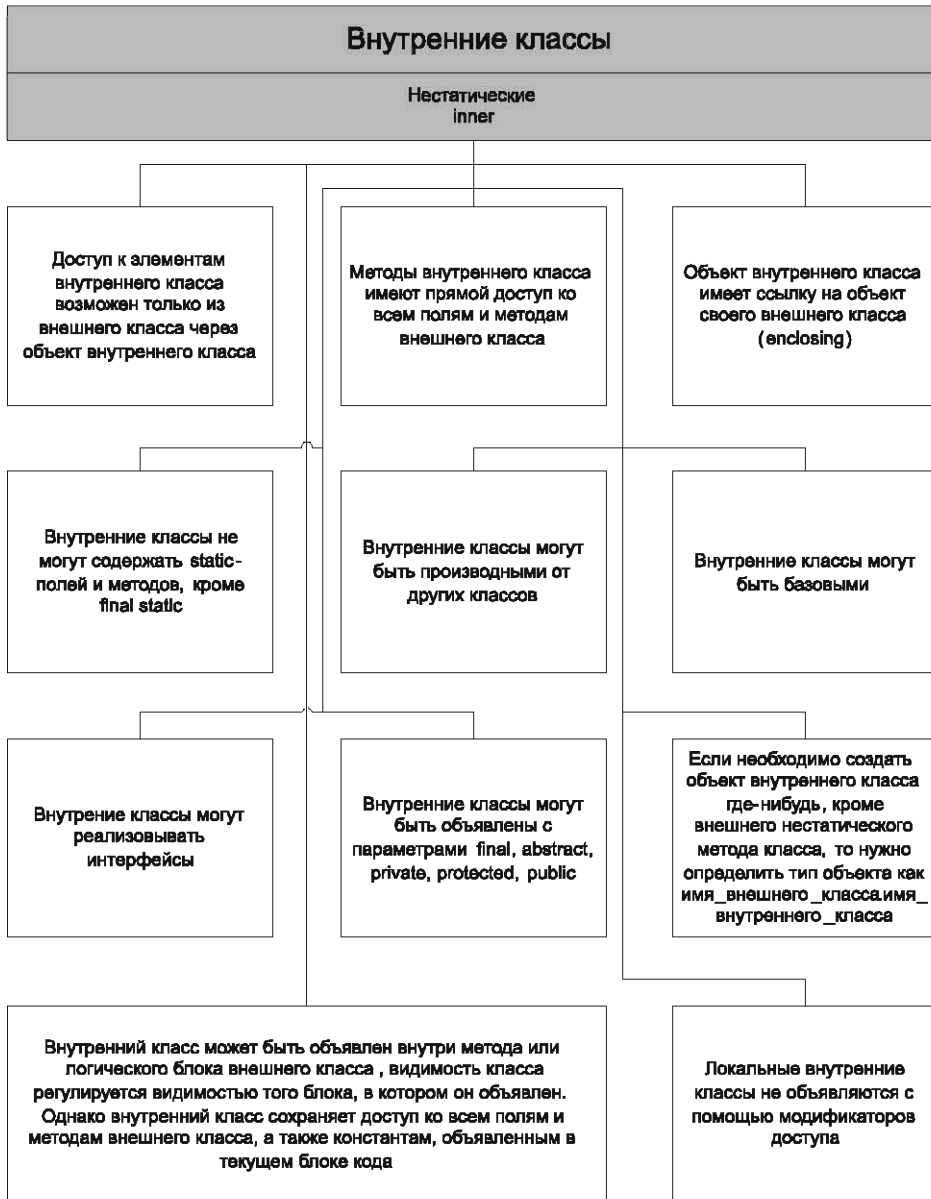 Внутренние классы
Нестатические
inner
Доступ к элементам
внутреннего класса
возможен только из
внешнего класса через
объект внутреннего класса
Методы внутреннего класса
имеют прямой доступ ко
всем полям и методам
внешнего класса
Объект внутреннего класса
имеет ссылку на объект
своего внешнего класса
(enclosing)
Внутренние классы не
могут содержать static-
полей и методов, кроме
final static
Внутренние классы могут
быть производными от
других классов
Внутренние классы могут
быть базовыми
Внутрение классы могут
реализовывать
интерфейсы
Внутренние классы могут
быть объявлены с
параметрами final, abstract,
private, protected, public
Если необходимо создать
объект внутреннего класса
где-нибудь, кроме
внешнего нестатического
метода класса, то нужно
определить тип объекта как
имя_внешнего_класса.имя_
внутреннего_класса
Внутренний класс может быть объявлен внутри метода или
логического блока внешнего класса , видимость класса
регулируется видимостью того блока, в котором он объявлен.
Однако внутренний класс сохраняет доступ ко всем полям и
методам внешнего класса, а также константам, объявленным в
текущем блоке кода
Локальные внутренние
классы не объявляются с
помощью модификаторов
доступа